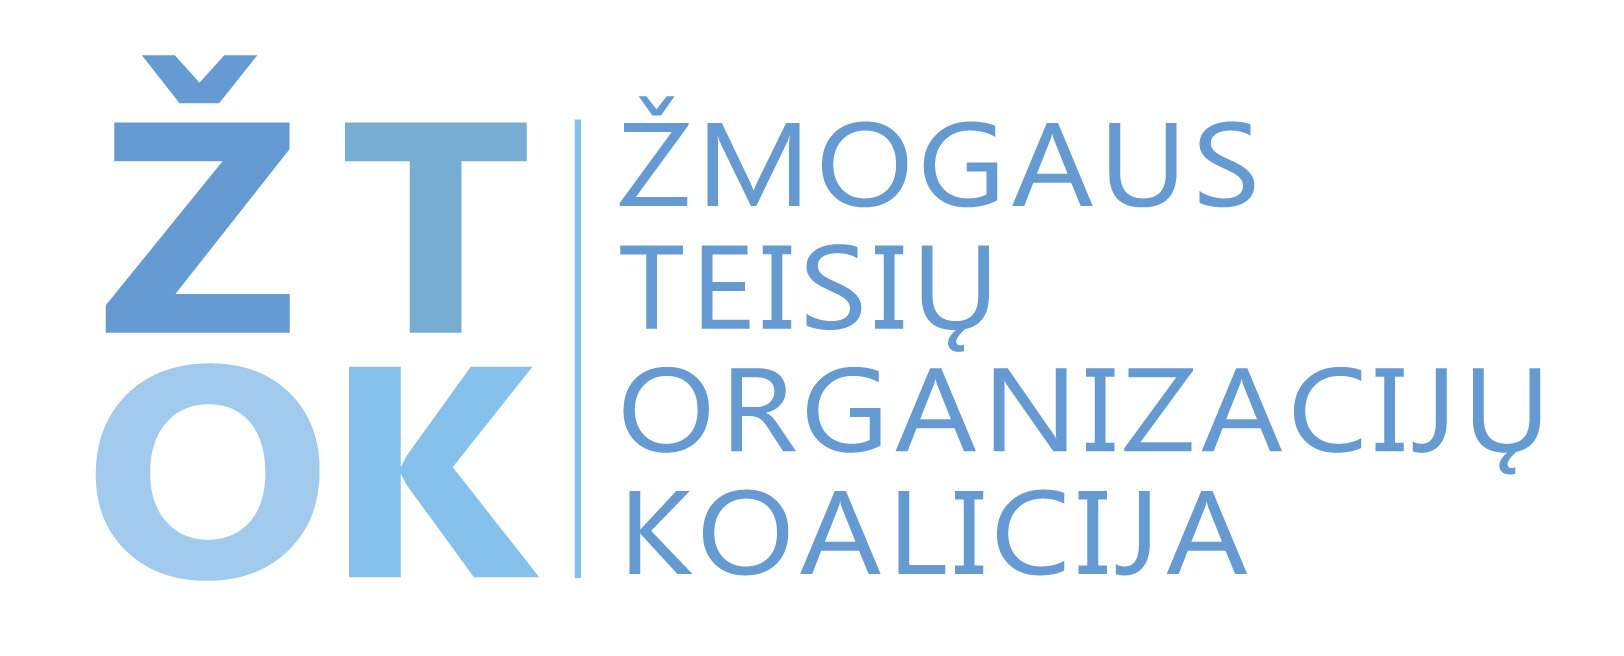 ŽT
OK
ŽMOGAUS
TEISIŲ
ORGANIZACIJŲ
KOALICIJA